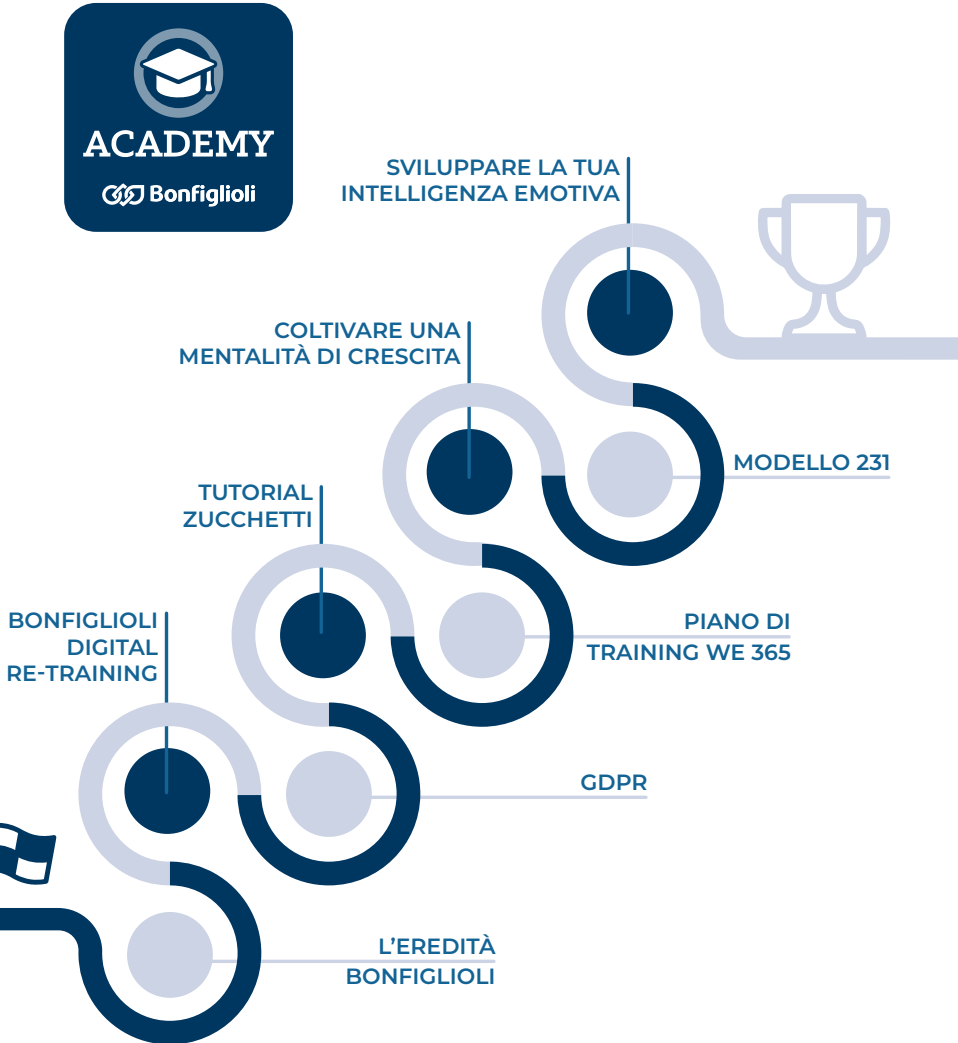 ACADEMY
Bonfiglioli
SVILUPPARE LA TUA
INTELLIGENZA EMOTIVA
COLTIVARE UNA
MENTALITÀ DI CRESCITA
MODELLO 231
TUTORIAL
ZUCCHETTI
BONFIGLIOLI
DIGITAL
RE-TRAINING
PIANO DI
TRAINING WE 365
GDPR
L'EREDITÀ
BONFIGLIOLI